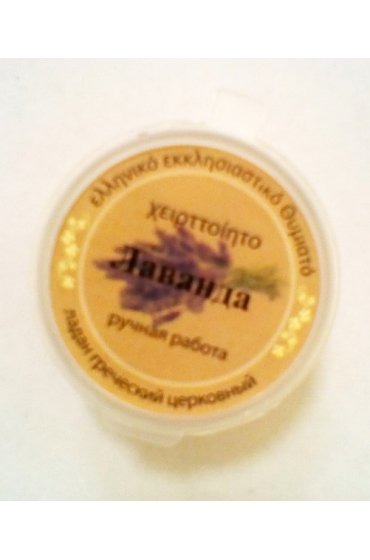 ελληνικό εκκλησιαστικό θυμιατό
χειροποίητο
Лаванда
ручная работа
ладан греческий церковный